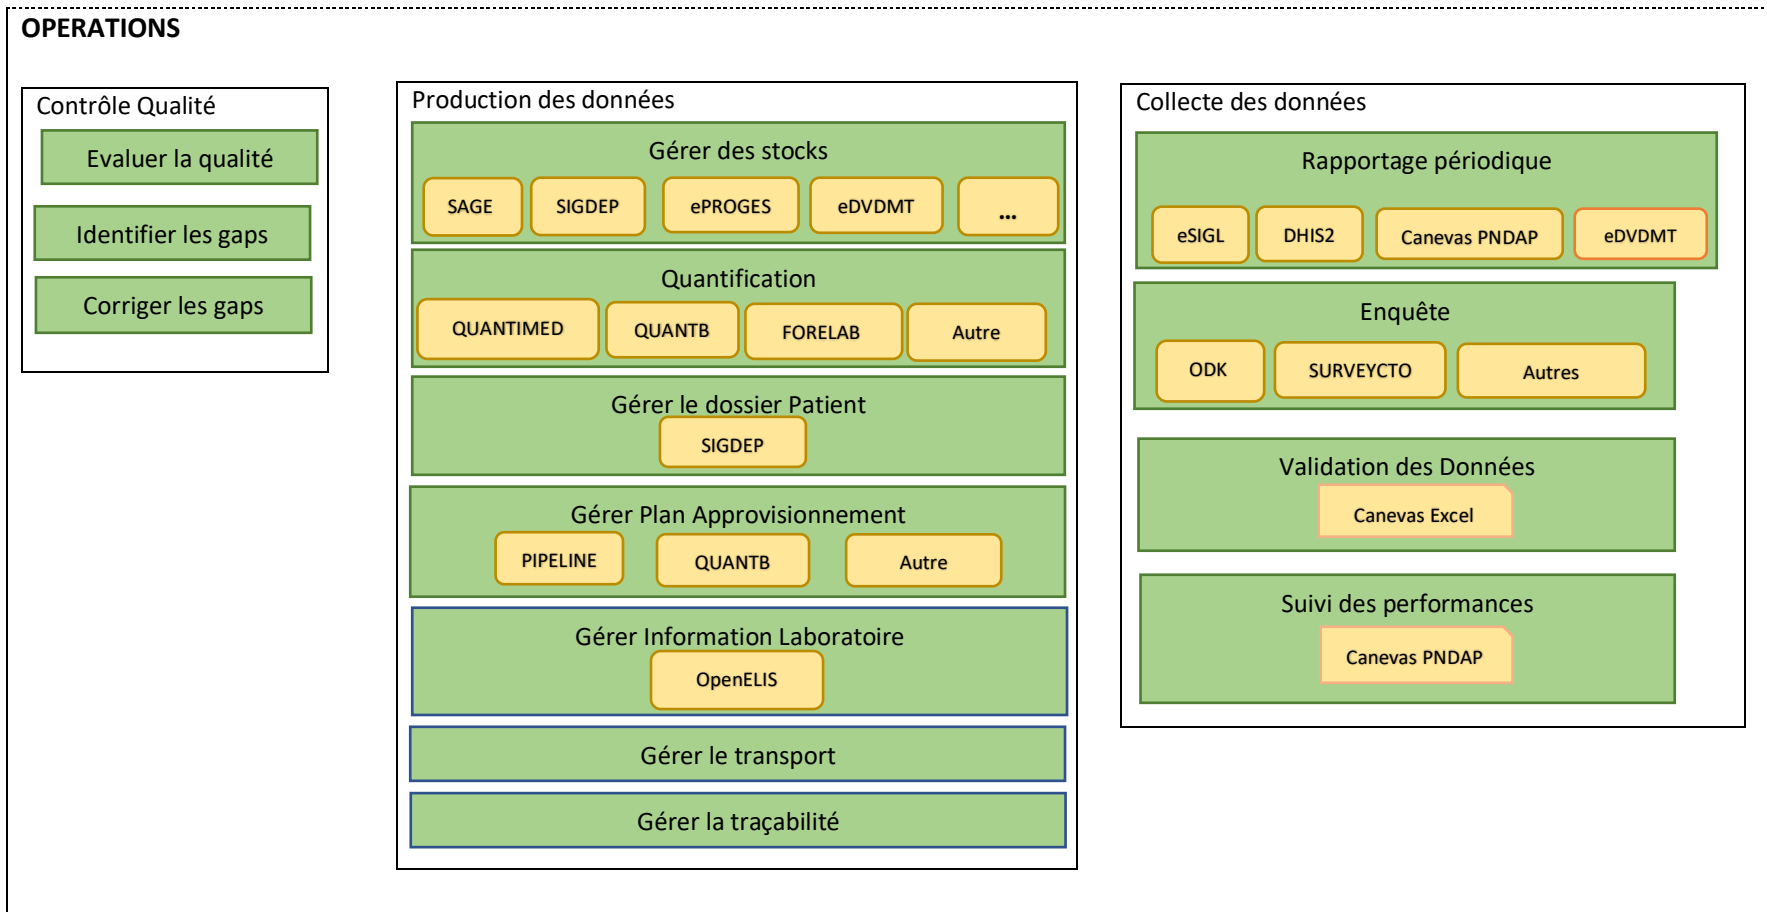 OPERATIONS
Contrôle Qualité
Evaluer la qualité
Identifier les gaps
Corriger les gaps
Production des données
Gérer des stocks
SAGE
SIGDEP
ePROGES
eDVDMT
...
Quantification
QUANTIMED
QUANTB
FORELAB
Autre
Gérer le dossier Patient
SIGDEP
Gérer Plan Approvisionnement
PIPELINE
QUANTB
Autre
Gérer Information Laboratoire
OpenELIS
Gérer le transport
Gérer la traçabilité
Collecte des données
Rapportage périodique
eSIGL
DHIS2
Canevas PNDAP
eDVDMT
Enquête
ODK
SURVEYCTO
Autres
Validation des Données
Canevas Excel
Suivi des performances
Canevas PNDAP